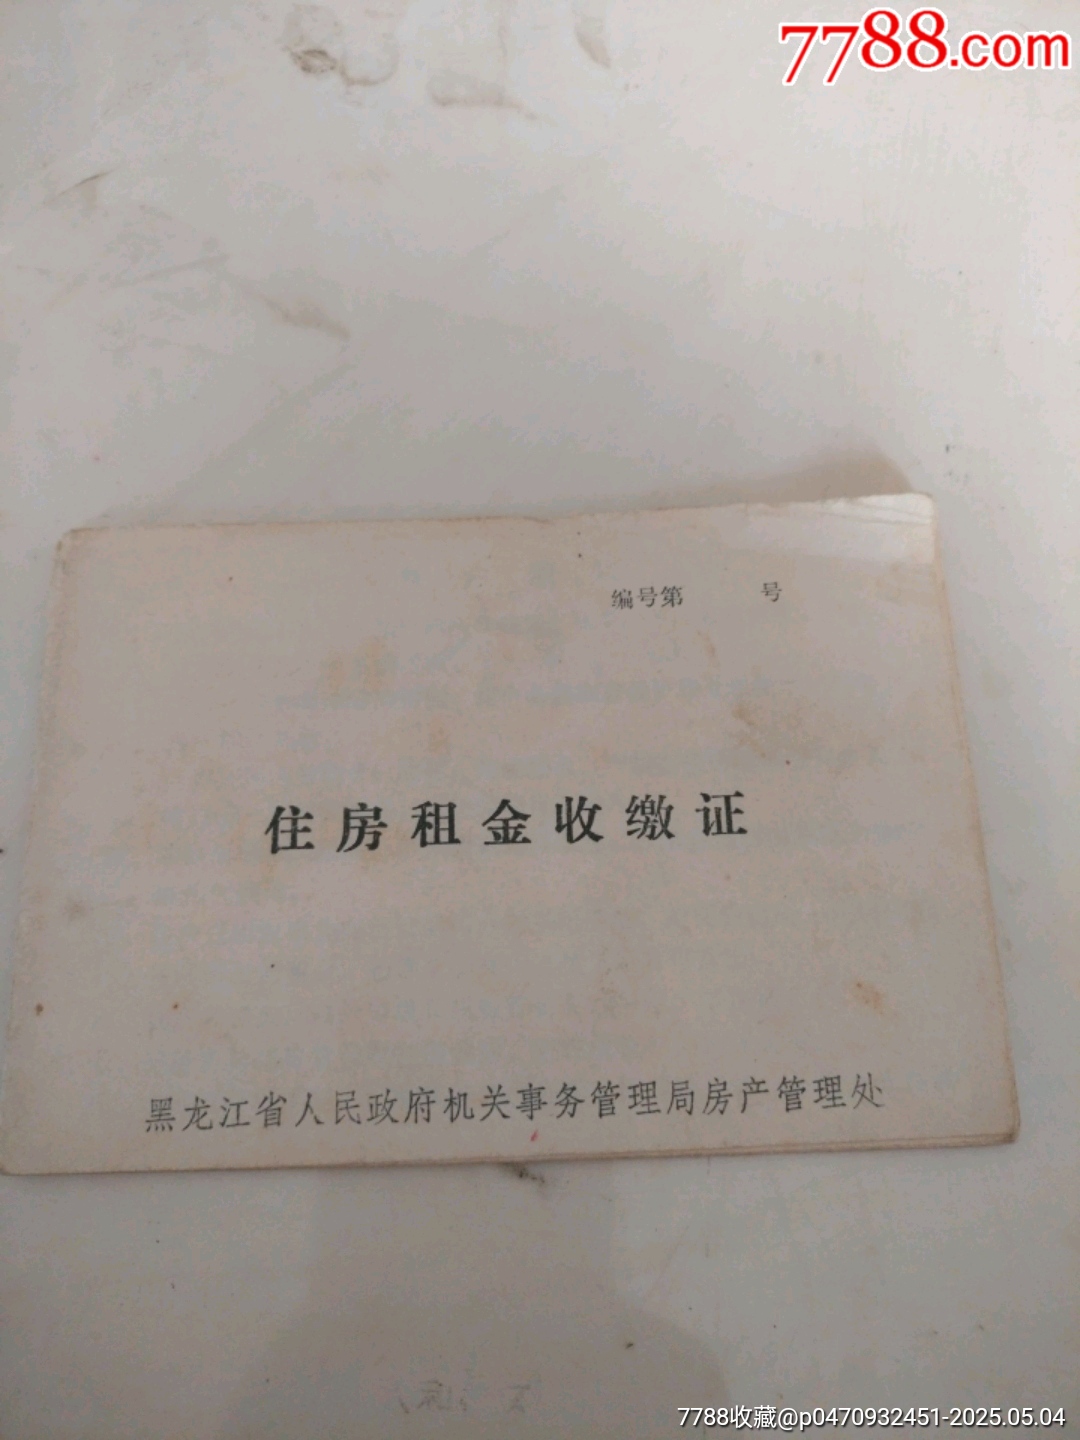 7788.com
编号第 号
住房租金收缴证
黑龙江省人民政府机关事务管理局房产管理处
7788收藏@p0470932451-2025.05.04